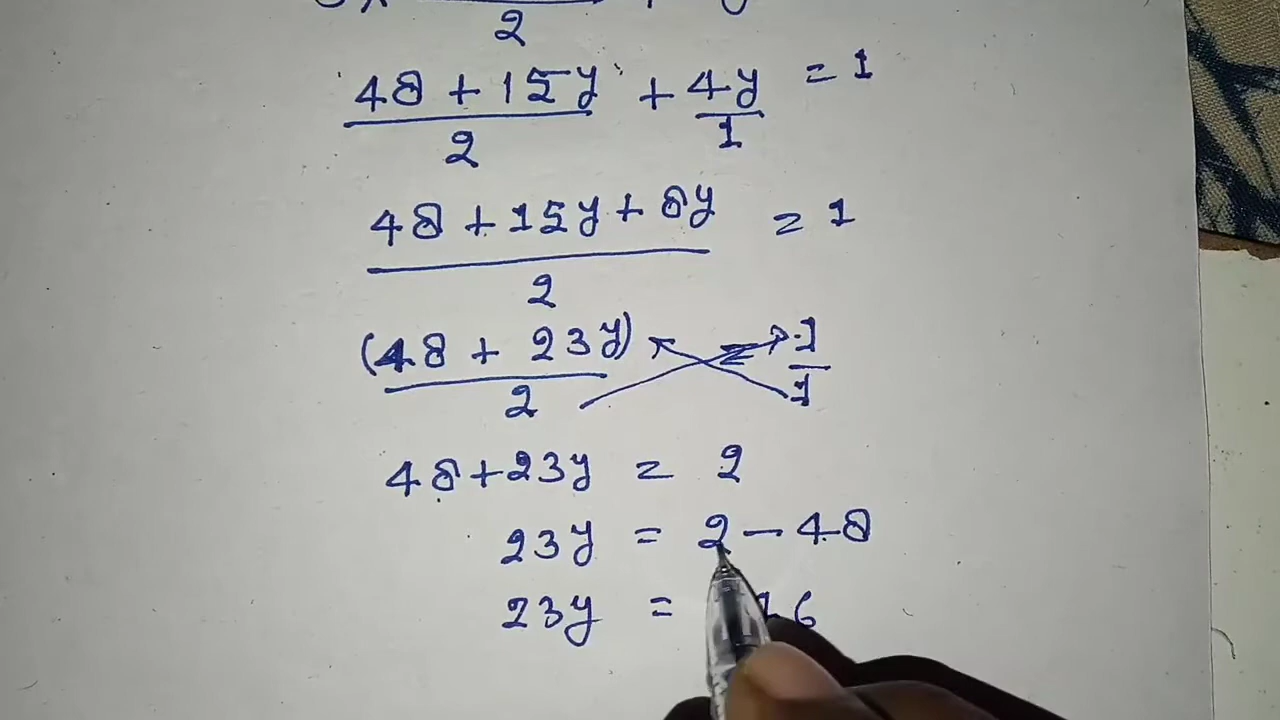 2
48 + 15y + 4y = 1
2 1
48 + 15y + 8y = 1
2
(48 + 23y) = 1
2 1
48 + 23y = 2
23y = 2 - 48
23y = 6